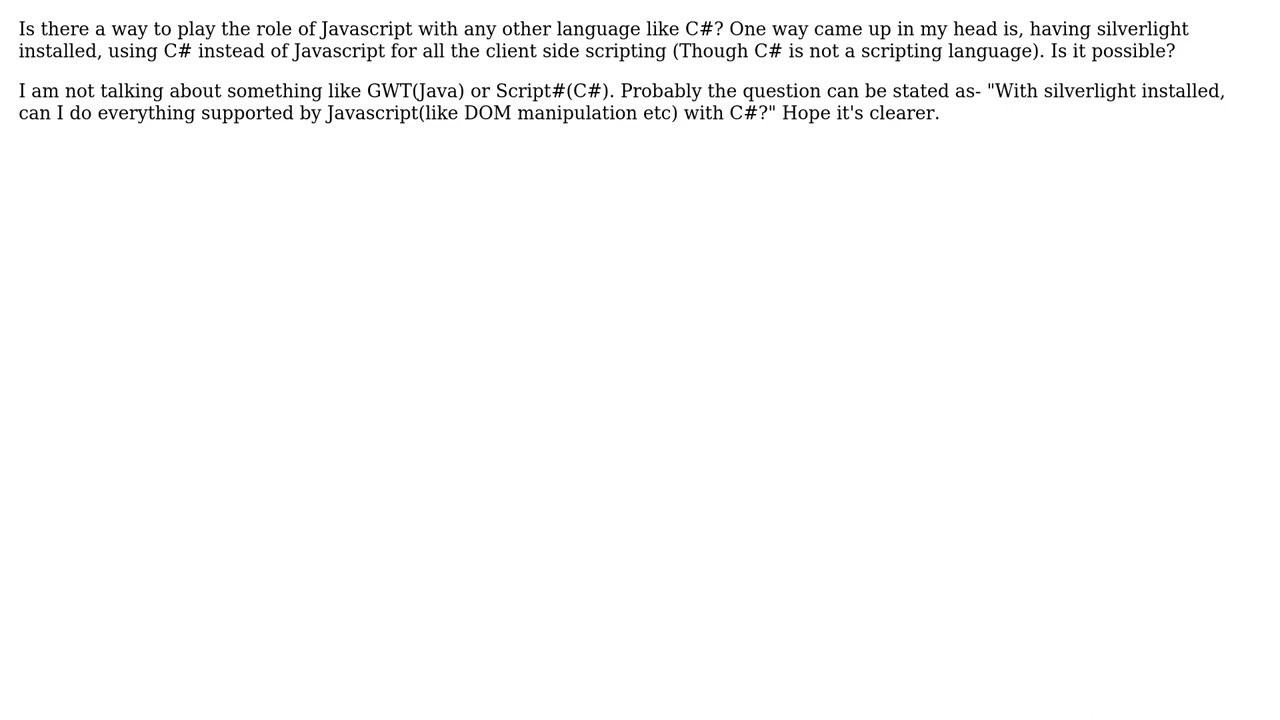 Is there a way to play the role of Javascript with any other language like C#? One way came up in my head is, having silverlight
installed, using C# instead of Javascript for all the client side scripting (Though C# is not a scripting language). Is it possible?
I am not talking about something like GWT(Java) or Script#(C#). Probably the question can be stated as- "With silverlight installed,
can I do everything supported by Javascript(like DOM manipulation etc) with C#?" Hope it's clearer.